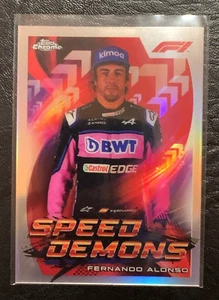 Topps
Chrome
F1
kimoa
BWT
Castrol EDGE
SPEED
DEMONS
FERNANDO ALONSO